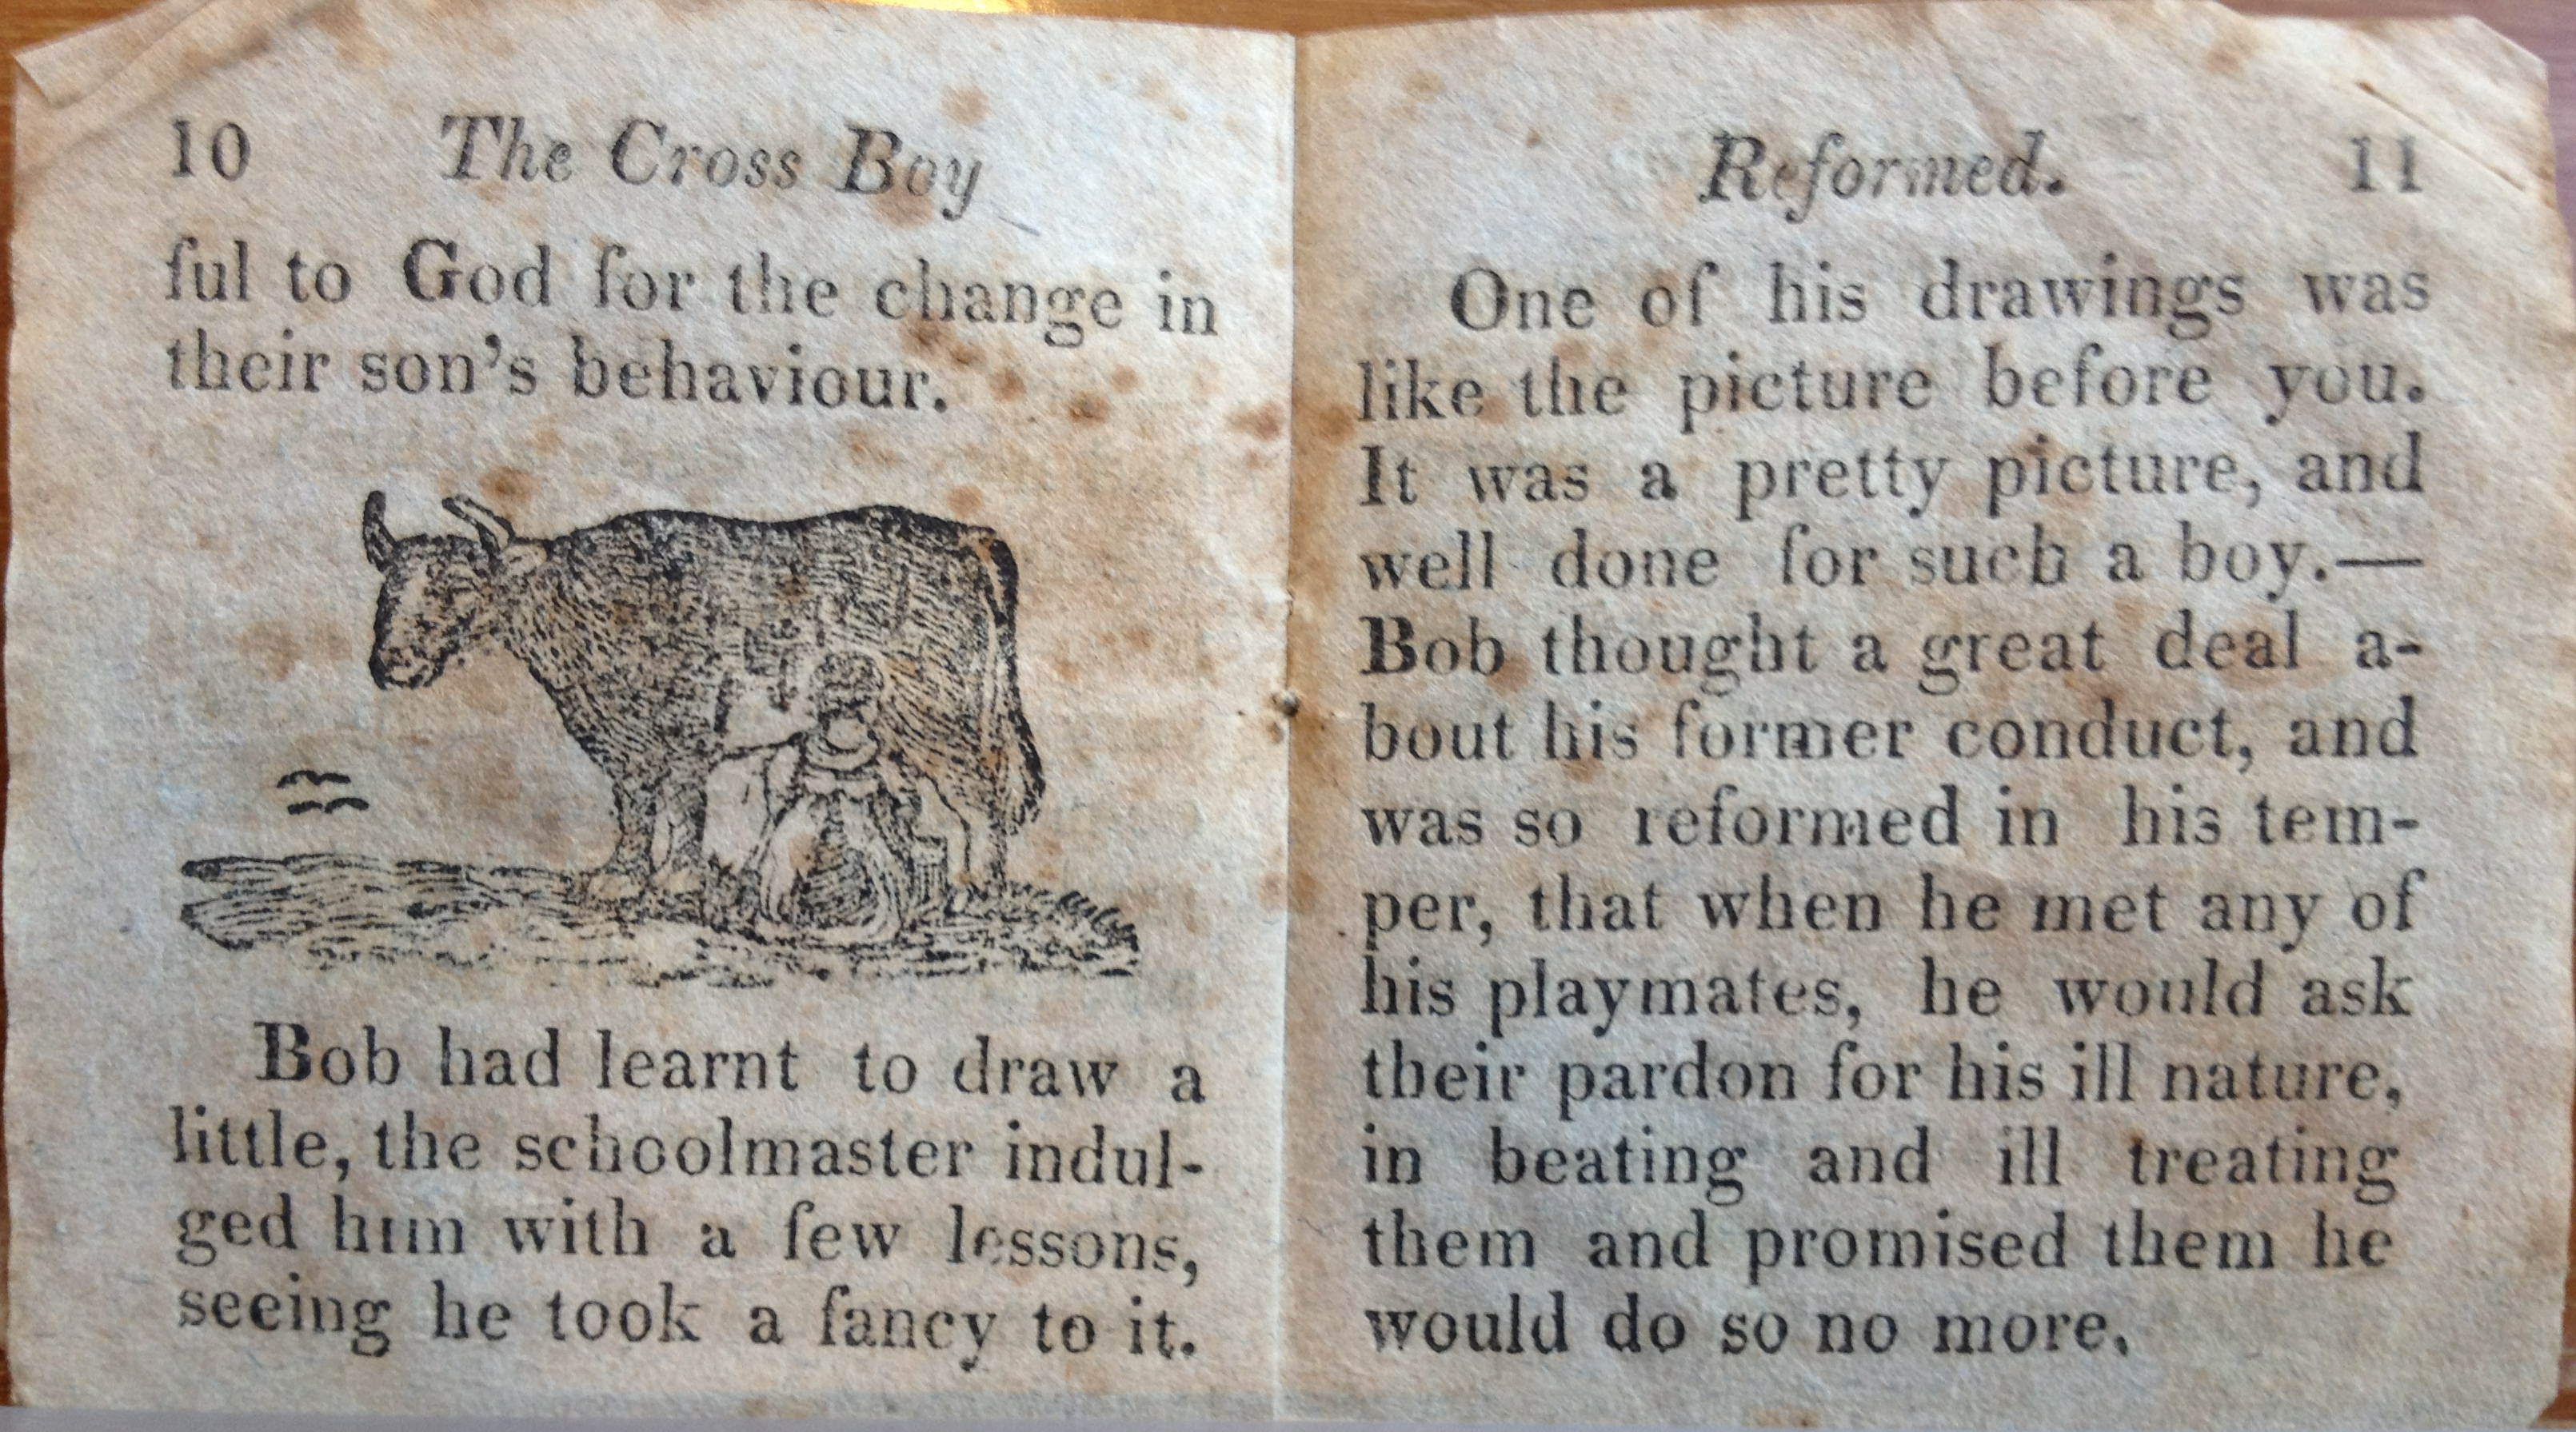 10 The Cross Boy
ful to God for the change in
their son's behaviour.
Bob had learnt to draw a
little, the schoolmaster indul-
ged him with a few lessons,
seeing he took a fancy to it.
Reformed. 11
One of his drawings was
like the picture before you.
It was a pretty picture, and
well done for such a boy.—
Bob thought a great deal a-
bout his former conduct, and
was so reformed in his tem-
per, that when he met any of
his playmates, he would ask
their pardon for his ill nature,
in beating and ill treating
them and promised them he
would do so no more.